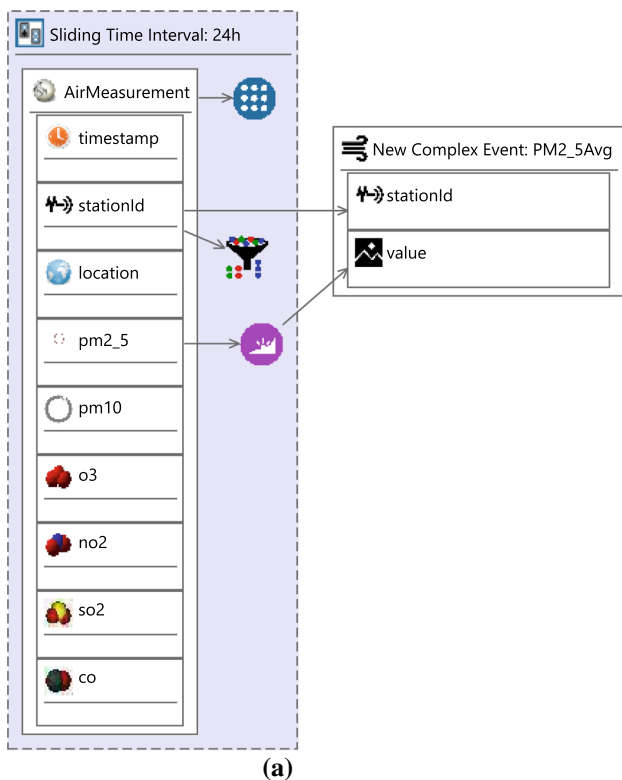 Sliding Time Interval: 24h
AirMeasurement
timestamp
stationId
location
pm2_5
pm10
o3
no2
so2
co
New Complex Event: PM2_5Avg
stationId
value
(a)